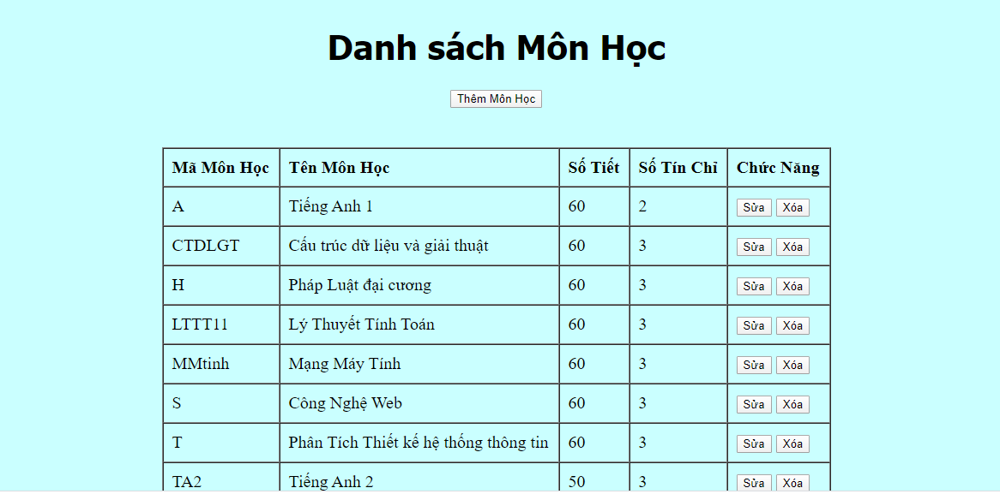 Danh sách Môn Học
Thêm Môn Học
Mã Môn Học Tên Môn Học Số Tiết Số Tín Chỉ Chức Năng
A Tiếng Anh 1 60 2 Sửa Xóa
CTDLGT Cấu trúc dữ liệu và giải thuật 60 3 Sửa Xóa
H Pháp Luật đại cương 60 3 Sửa Xóa
LTTT11 Lý Thuyết Tính Toán 60 3 Sửa Xóa
MMtinh Mạng Máy Tính 60 3 Sửa Xóa
S Công Nghệ Web 60 3 Sửa Xóa
T Phân Tích Thiết kế hệ thống thông tin 60 3 Sửa Xóa
TA2 Tiếng Anh 2 50 3 Sửa Xóa